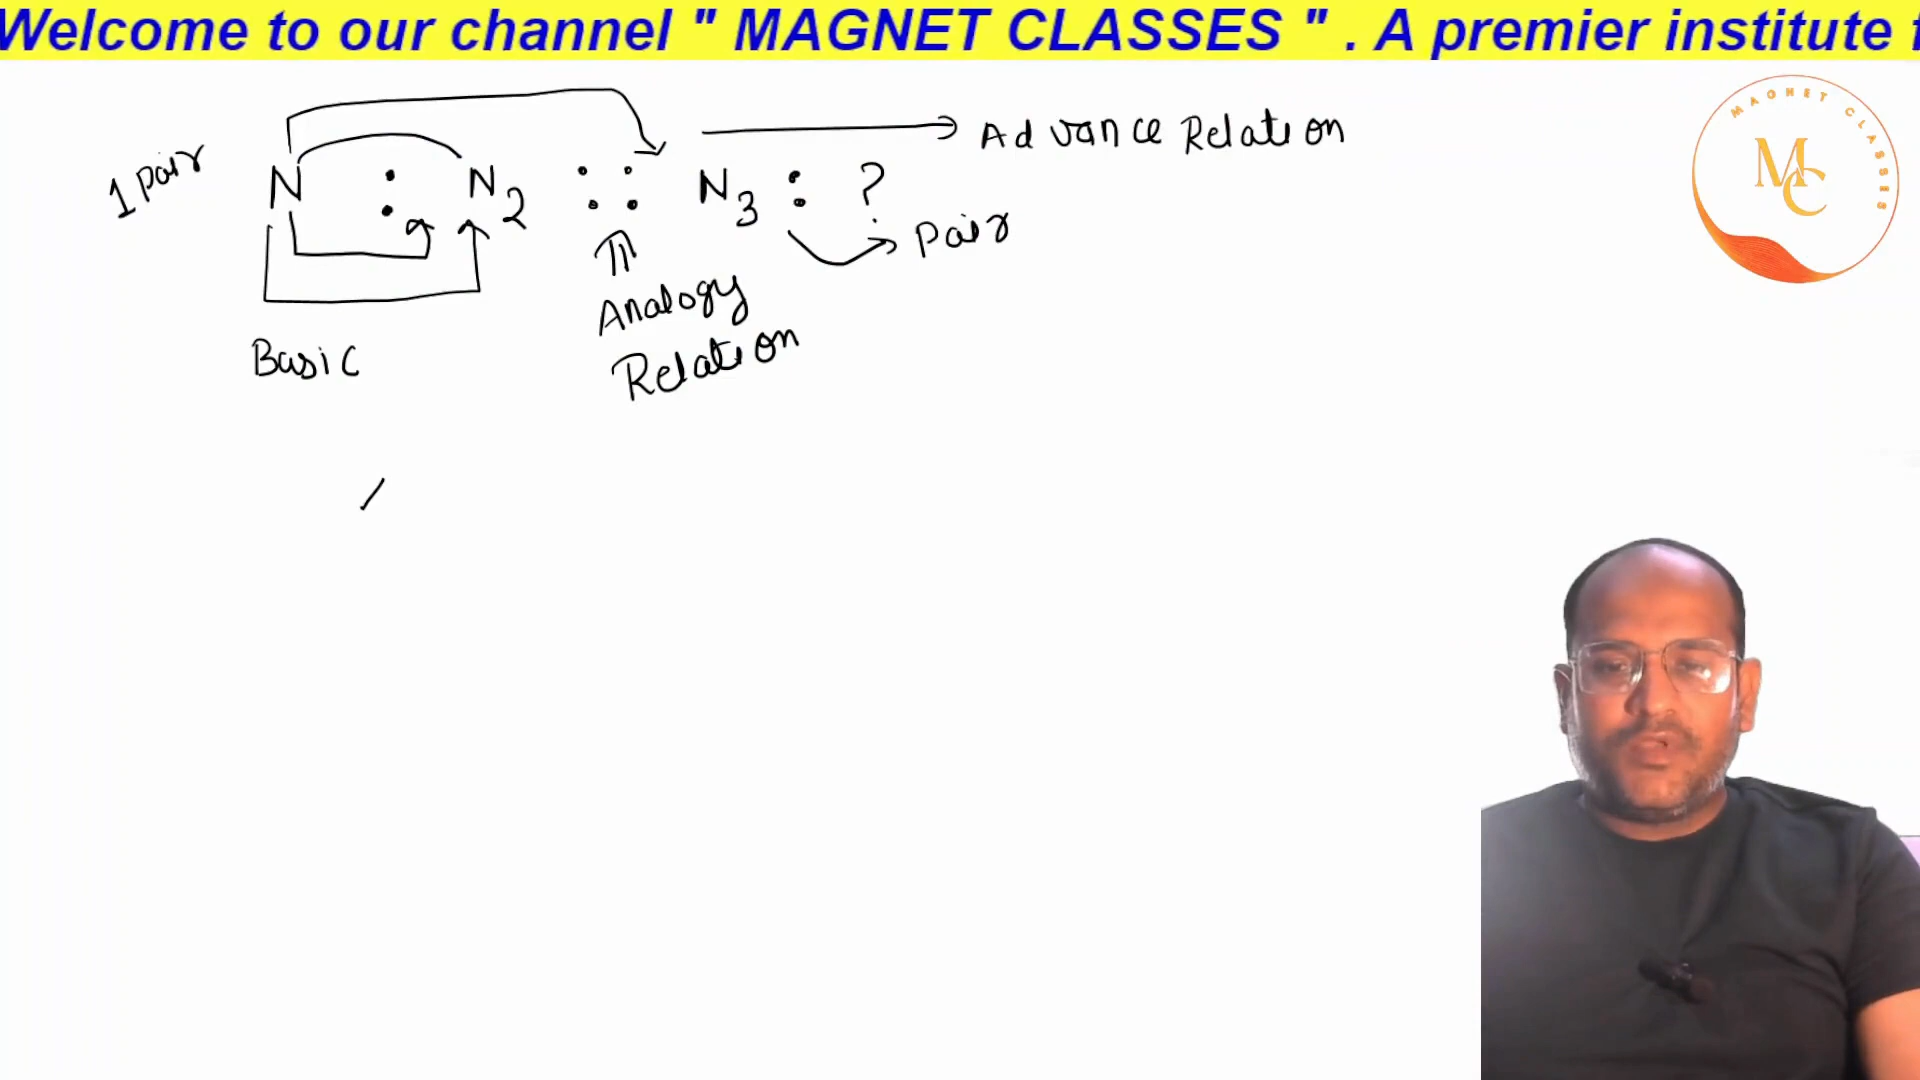 Welcome to our channel " MAGNET CLASSES " . A premier institute
MAGNET CLASSES
MC
1 pair N : N2 :: N3 : ? Advance Relation
Pair
Analogy
Relation
Basic